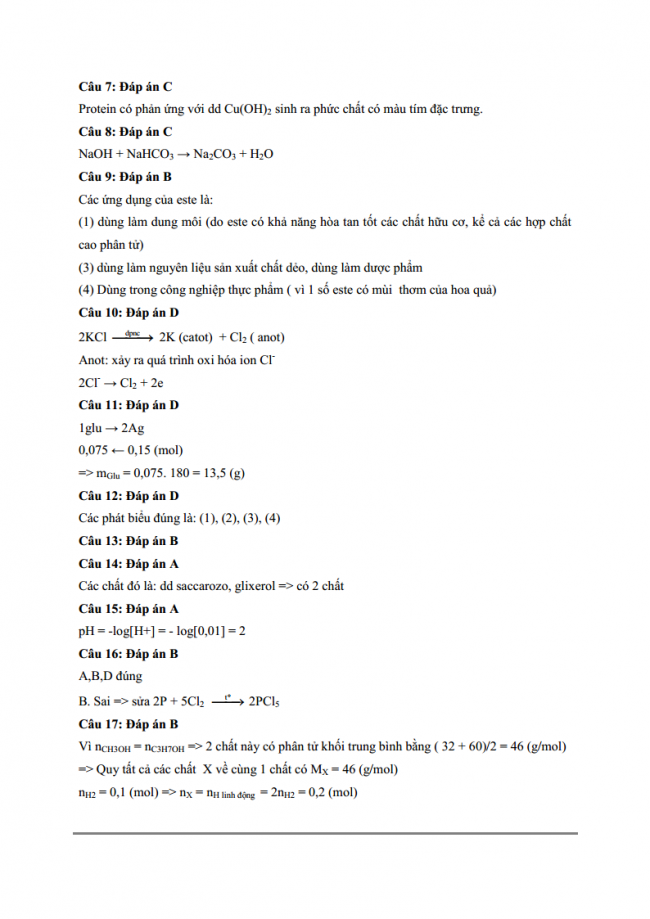 Câu 7: Đáp án C
Protein có phản ứng với dd Cu(OH)₂ sinh ra phức chất có màu tím đặc trưng.
Câu 8: Đáp án C
NaOH + NaHCO₃ → Na₂CO₃ + H₂O
Câu 9: Đáp án B
Các ứng dụng của este là:
(1) dùng làm dung môi (do este có khả năng hòa tan tốt các chất hữu cơ, kể cả các hợp chất
cao phân tử)
(3) dùng làm nguyên liệu sản xuất chất dẻo, dùng làm dược phẩm
(4) Dùng trong công nghiệp thực phẩm ( vì 1 số este có mùi thơm của hoa quả)
Câu 10: Đáp án D
2KCl —dpnc→ 2K (catot) + Cl₂ ( anot)
Anot: xảy ra quá trình oxi hóa ion Cl⁻
2Cl⁻ → Cl₂ + 2e
Câu 11: Đáp án D
1glu → 2Ag
0,075 ← 0,15 (mol)
=> mGlu = 0,075. 180 = 13,5 (g)
Câu 12: Đáp án D
Các phát biểu đúng là: (1), (2), (3), (4)
Câu 13: Đáp án B
Câu 14: Đáp án A
Các chất đó là: dd saccarozo, glixerol => có 2 chất
Câu 15: Đáp án A
pH = -log[H+] = - log[0,01] = 2
Câu 16: Đáp án B
A,B,D đúng
B. Sai => sửa 2P + 5Cl₂ —t°→ 2PCl₅
Câu 17: Đáp án B
Vì nCH3OH = nC3H7OH => 2 chất này có phân tử khối trung bình bằng ( 32 + 60)/2 = 46 (g/mol)
=> Quy tất cả các chất X về cùng 1 chất có MX = 46 (g/mol)
nH2 = 0,1 (mol) => nX = nH linh động = 2nH2 = 0,2 (mol)